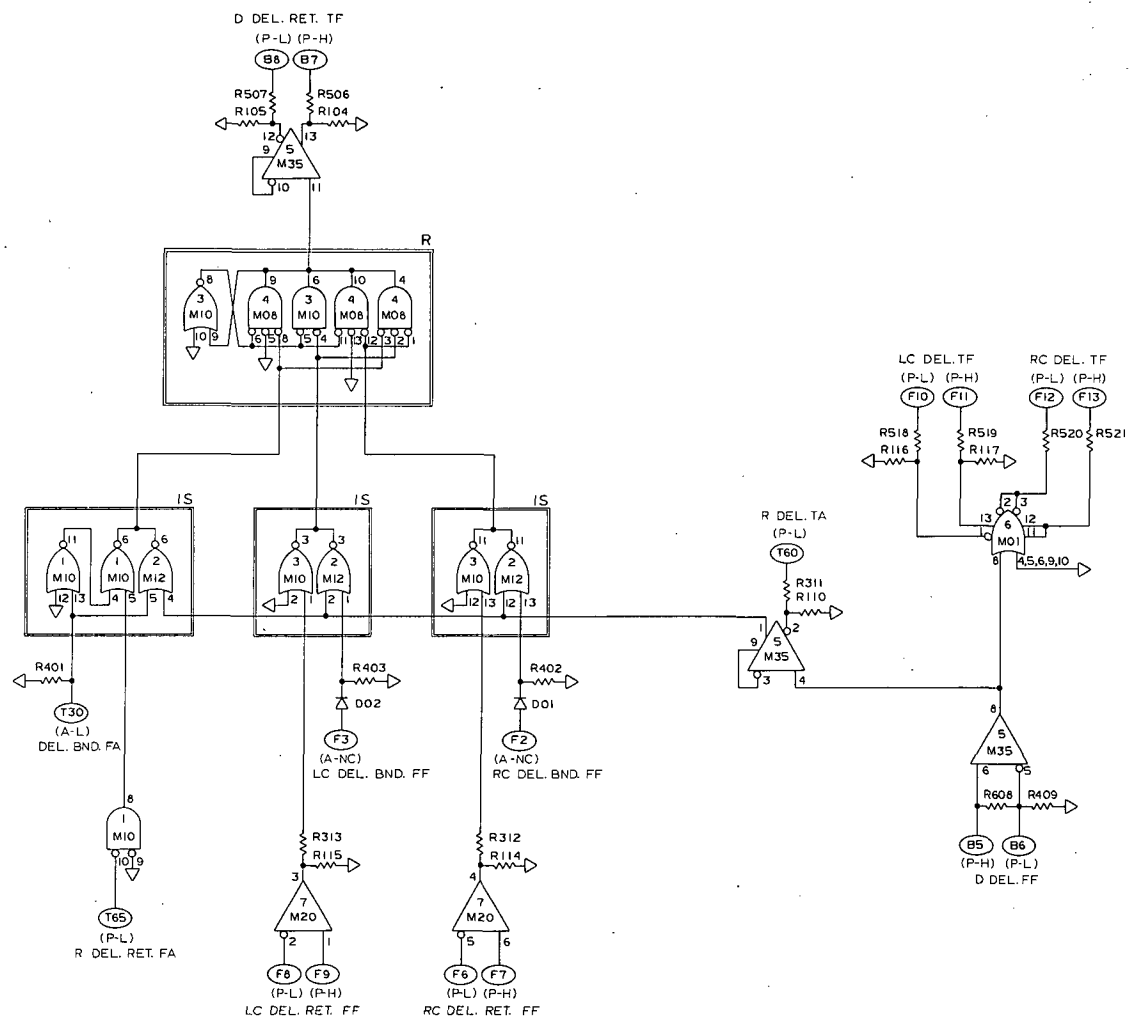 D DEL. RET. TF
(P-L) (P-H)
B8 B7
R507 R506
R105 R104
12 13
9 5
M35
10 11
R
8 9 6 10 4
3 4 3 4 4
M10 M08 M10 M08 M08
10 9 6 5 8 5 4 11 13 12 3 2 1
LC DEL. TF RC DEL. TF
(P-L) (P-H) (P-L) (P-H)
F10 F11 F12 F13
R518 R519 R520 R521
R116 R117
2 3
13 6 12
1 M01 11
8 4,5,6,9,10
IS IS IS
11 6 6 3 3 11 11
1 1 2 3 2 3 2
M10 M10 M12 M10 M12 M10 M12
12 13 4 5 5 4 2 1 2 1 12 13 12 13
R DEL. TA
(P-L)
T60
R311
R110
1 2
9 5
M35
3 4
R401 R403 R402
D02 D01
T30 F3 F2
(A-L) (A-NC) (A-NC)
DEL. BND. FA LC DEL. BND. FF RC DEL. BND. FF
8
5
M35
6 5
R608 R409
B5 B6
(P-H) (P-L)
D DEL. FF
8
1
M10
10 9
T65
(P-L)
R DEL. RET. FA
R313 R312
R115 R114
3 4
7 7
M20 M20
2 1 5 6
F8 F9 F6 F7
(P-L) (P-H) (P-L) (P-H)
LC DEL. RET. FF RC DEL. RET. FF